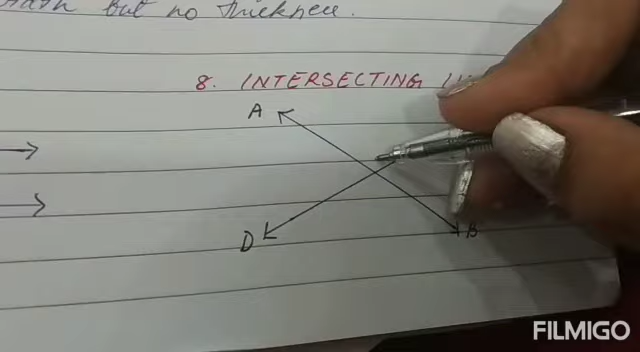 but no thickness.
8. INTERSECTING
A
D B
FILMIGO